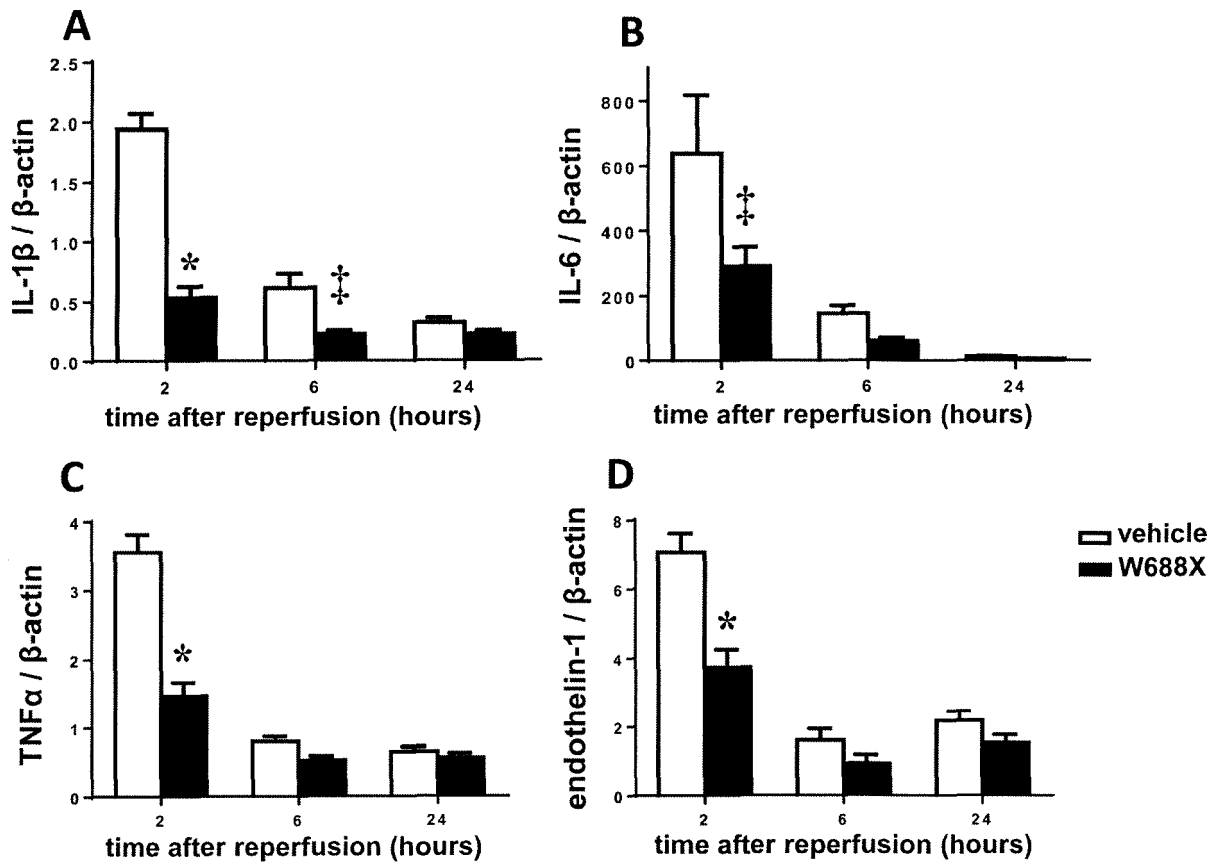 A
IL-1β / β-actin
2.5
2.0
1.5
1.0
0.5
0.0
*
‡
2 6 24
time after reperfusion (hours)
B
IL-6 / β-actin
800
600
400
200
0
‡
2 6 24
time after reperfusion (hours)
C
TNFα / β-actin
4
3
2
1
0
*
2 6 24
time after reperfusion (hours)
D
endothelin-1 / β-actin
8
6
4
2
0
*
2 6 24
time after reperfusion (hours)
vehicle
W688X